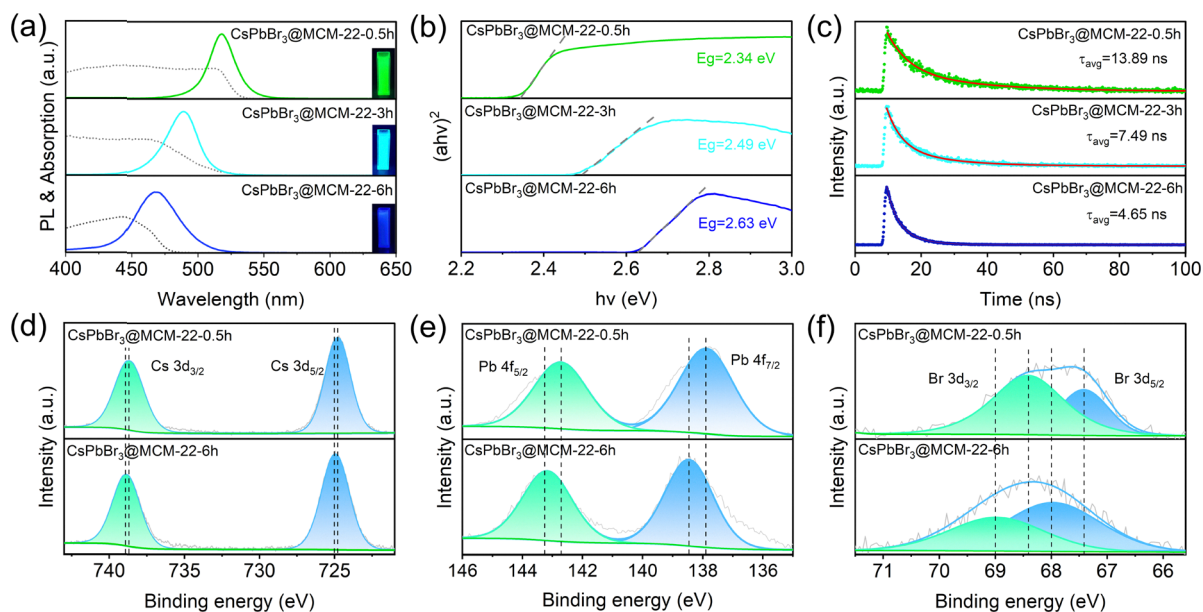 (a)
PL & Absorption (a.u.)
CsPbBr₃@MCM-22-0.5h
CsPbBr₃@MCM-22-3h
CsPbBr₃@MCM-22-6h
400 450 500 550 600 650
Wavelength (nm)
(b)
(ahv)²
CsPbBr₃@MCM-22-0.5h
Eg=2.34 eV
CsPbBr₃@MCM-22-3h
Eg=2.49 eV
CsPbBr₃@MCM-22-6h
Eg=2.63 eV
2.2 2.4 2.6 2.8 3.0
hv (eV)
(c)
Intensity (a.u.)
CsPbBr₃@MCM-22-0.5h
τavg=13.89 ns
CsPbBr₃@MCM-22-3h
τavg=7.49 ns
CsPbBr₃@MCM-22-6h
τavg=4.65 ns
0 20 40 60 80 100
Time (ns)
(d)
Intensity (a.u.)
CsPbBr₃@MCM-22-0.5h
Cs 3d3/2
Cs 3d5/2
CsPbBr₃@MCM-22-6h
740 735 730 725
Binding energy (eV)
(e)
Intensity (a.u.)
CsPbBr₃@MCM-22-0.5h
Pb 4f5/2
Pb 4f7/2
CsPbBr₃@MCM-22-6h
146 144 142 140 138 136
Binding energy (eV)
(f)
Intensity (a.u.)
CsPbBr₃@MCM-22-0.5h
Br 3d3/2
Br 3d5/2
CsPbBr₃@MCM-22-6h
71 70 69 68 67 66
Binding energy (eV)